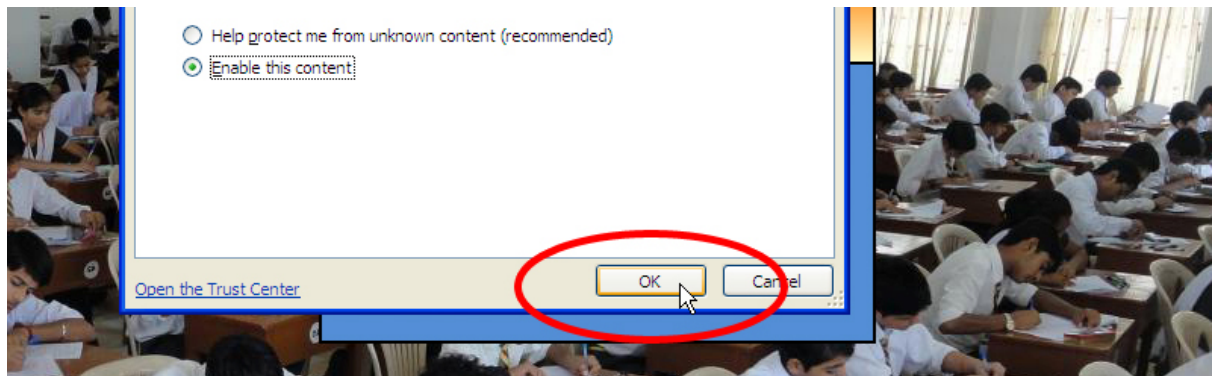 Help protect me from unknown content (recommended)
Enable this content
Open the Trust Center
OK
Cancel